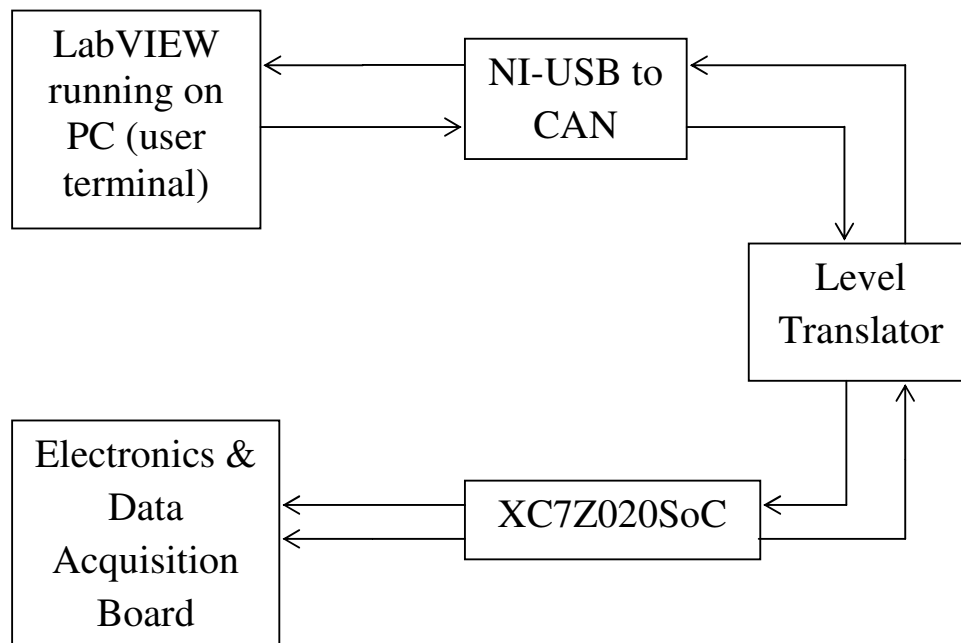 LabVIEW
running on
PC (user
terminal)
NI-USB to
CAN
Level
Translator
Electronics &
Data
Acquisition
Board
XC7Z020SoC